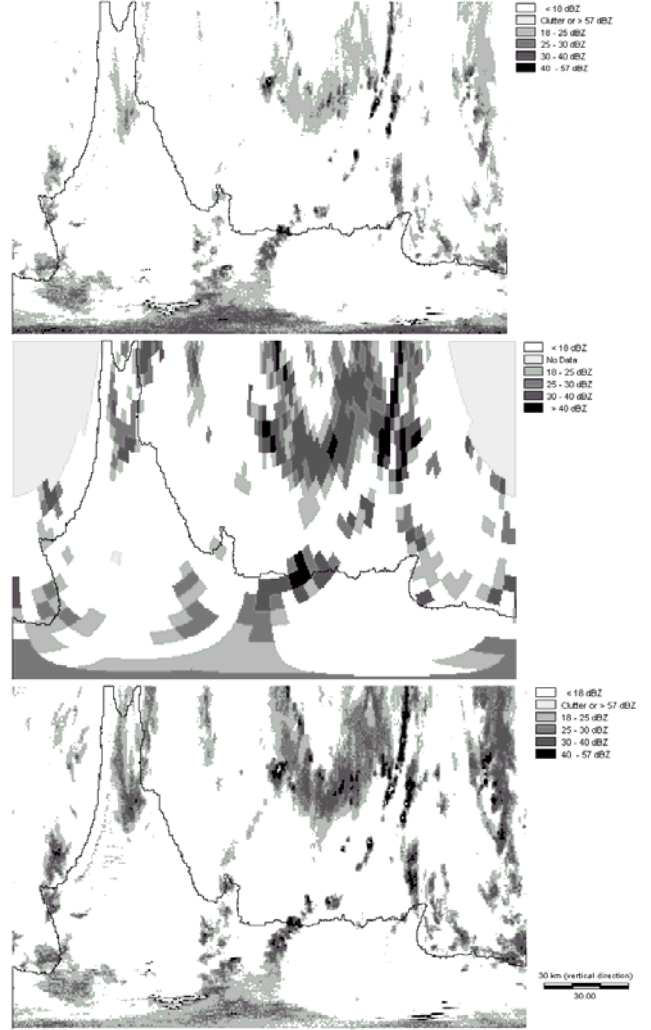 < 18 dBZ
Clutter or > 57 dBZ
18 - 25 dBZ
25 - 30 dBZ
30 - 40 dBZ
40 - 57 dBZ
< 18 dBZ
No Data
18 - 25 dBZ
25 - 30 dBZ
30 - 40 dBZ
> 40 dBZ
< 18 dBZ
Clutter or > 57 dBZ
18 - 25 dBZ
25 - 30 dBZ
30 - 40 dBZ
40 - 57 dBZ
30 km (vertical direction)
30.00